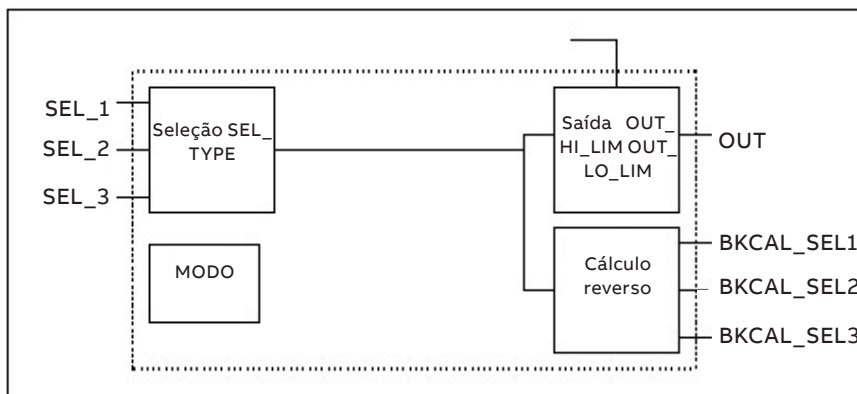 SEL_1
SEL_2
SEL_3
Seleção SEL_
TYPE
MODO
Saída OUT_
HI_LIM OUT_
LO_LIM
Cálculo
reverso
OUT
BKCAL_SEL1
BKCAL_SEL2
BKCAL_SEL3